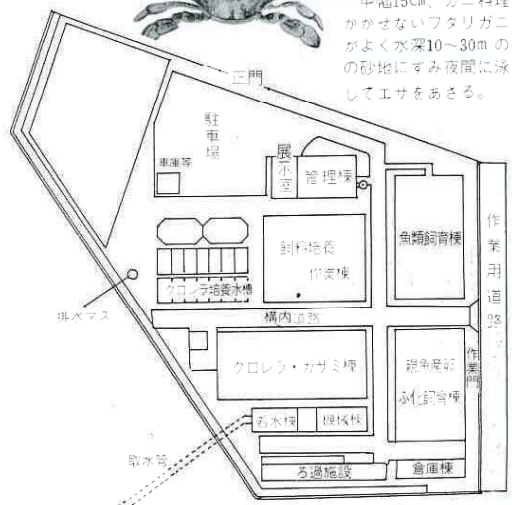 甲幅15cm、カニ料理
かかせないフタリガニ
がよく水深10〜30mの
の砂地にすみ夜間に泳
してエサをあさる。
正門
駐車場
車庫等
展示室
管理棟
飼料培養
作業棟
魚類飼育棟
作業用道路
クロレラ培養水槽
排水マス
構内道路
クロレラ・ガザミ棟
親魚産卵
ふ化飼育棟
作業門
機械棟
取水管
ろ過施設
倉庫棟